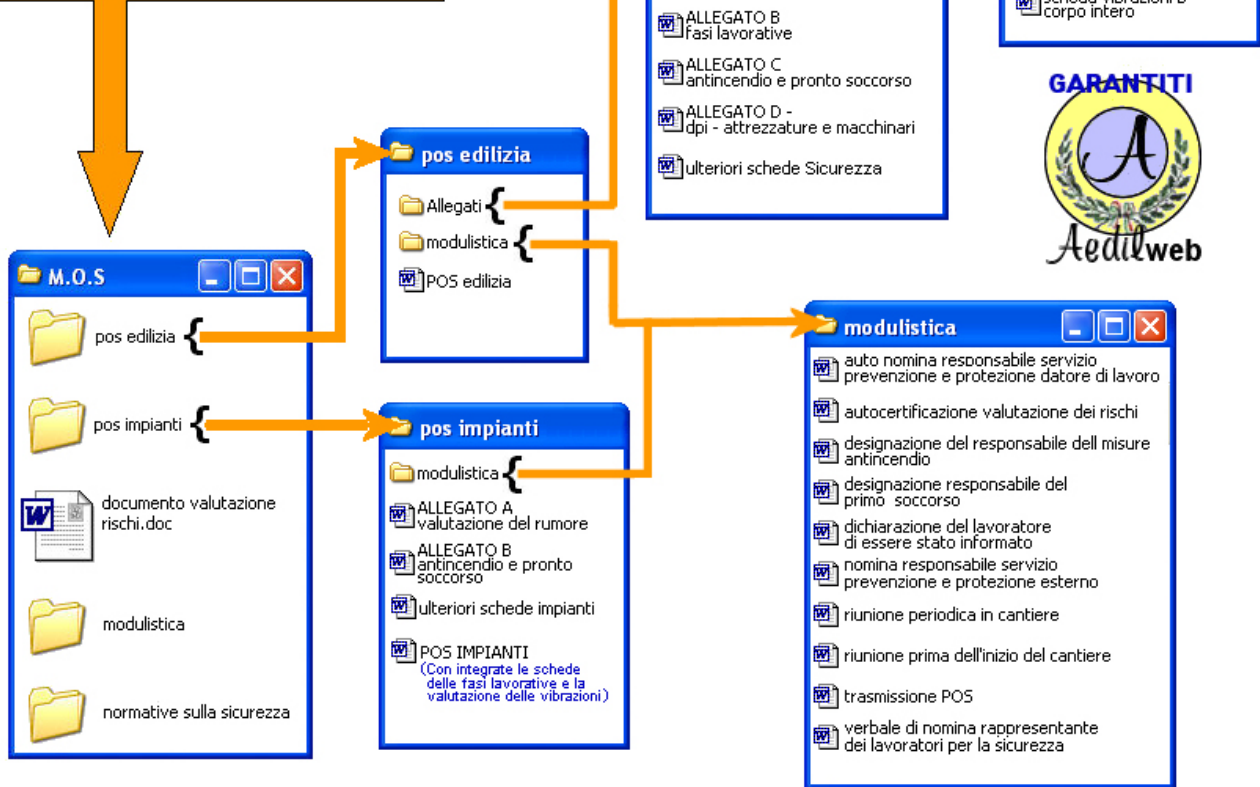 corpo intero
ALLEGATO B
fasi lavorative
ALLEGATO C
antincendio e pronto soccorso
ALLEGATO D -
dpi - attrezzature e macchinari
ulteriori schede Sicurezza
GARANTITI
A
Aedilweb
pos edilizia
Allegati {
modulistica {
POS edilizia
M.O.S
pos edilizia {
pos impianti {
documento valutazione
rischi.doc
modulistica
normative sulla sicurezza
pos impianti
modulistica {
ALLEGATO A
valutazione del rumore
ALLEGATO B
antincendio e pronto
soccorso
ulteriori schede impianti
POS IMPIANTI
(Con integrate le schede
delle fasi lavorative e la
valutazione delle vibrazioni)
modulistica
auto nomina responsabile servizio
prevenzione e protezione datore di lavoro
autocertificazione valutazione dei rischi
designazione del responsabile dell misure
antincendio
designazione responsabile del
primo soccorso
dichiarazione del lavoratore
di essere stato informato
nomina responsabile servizio
prevenzione e protezione esterno
riunione periodica in cantiere
riunione prima dell'inizio del cantiere
trasmissione POS
verbale di nomina rappresentante
dei lavoratori per la sicurezza